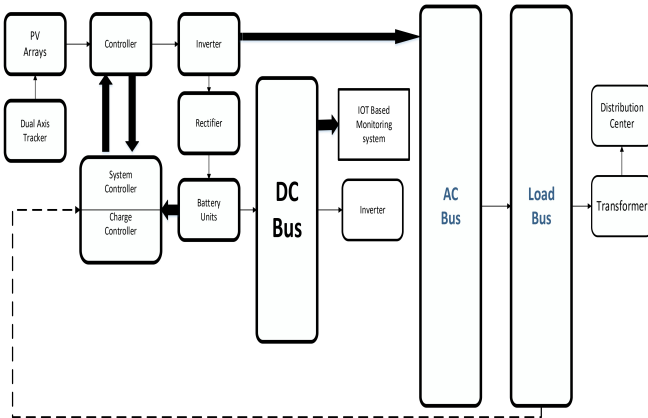 PV
Arrays
Controller
Inverter
Dual Axis
Tracker
Rectifier
IOT Based
Monitoring
system
Distribution
Center
System
Controller
Charge
Controller
Battery
Units
DC
Bus
Inverter
AC
Bus
Load
Bus
Transformer